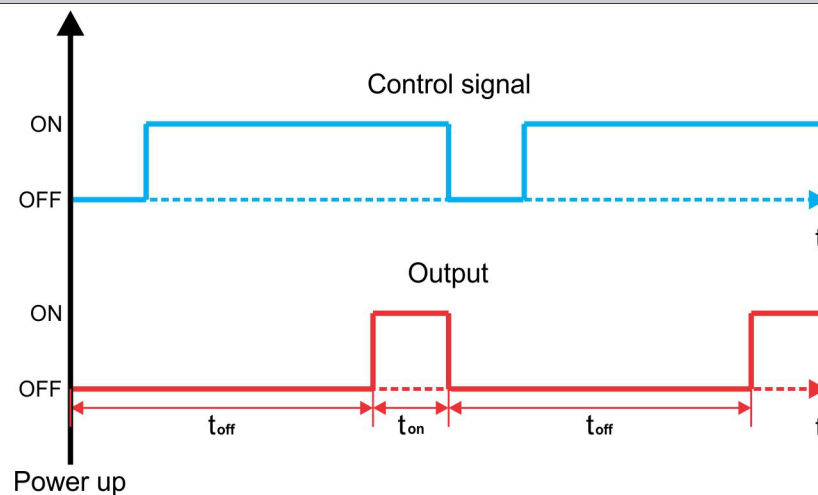 Control signal
ON
OFF
t
Output
ON
OFF
toff
ton
toff
t
Power up